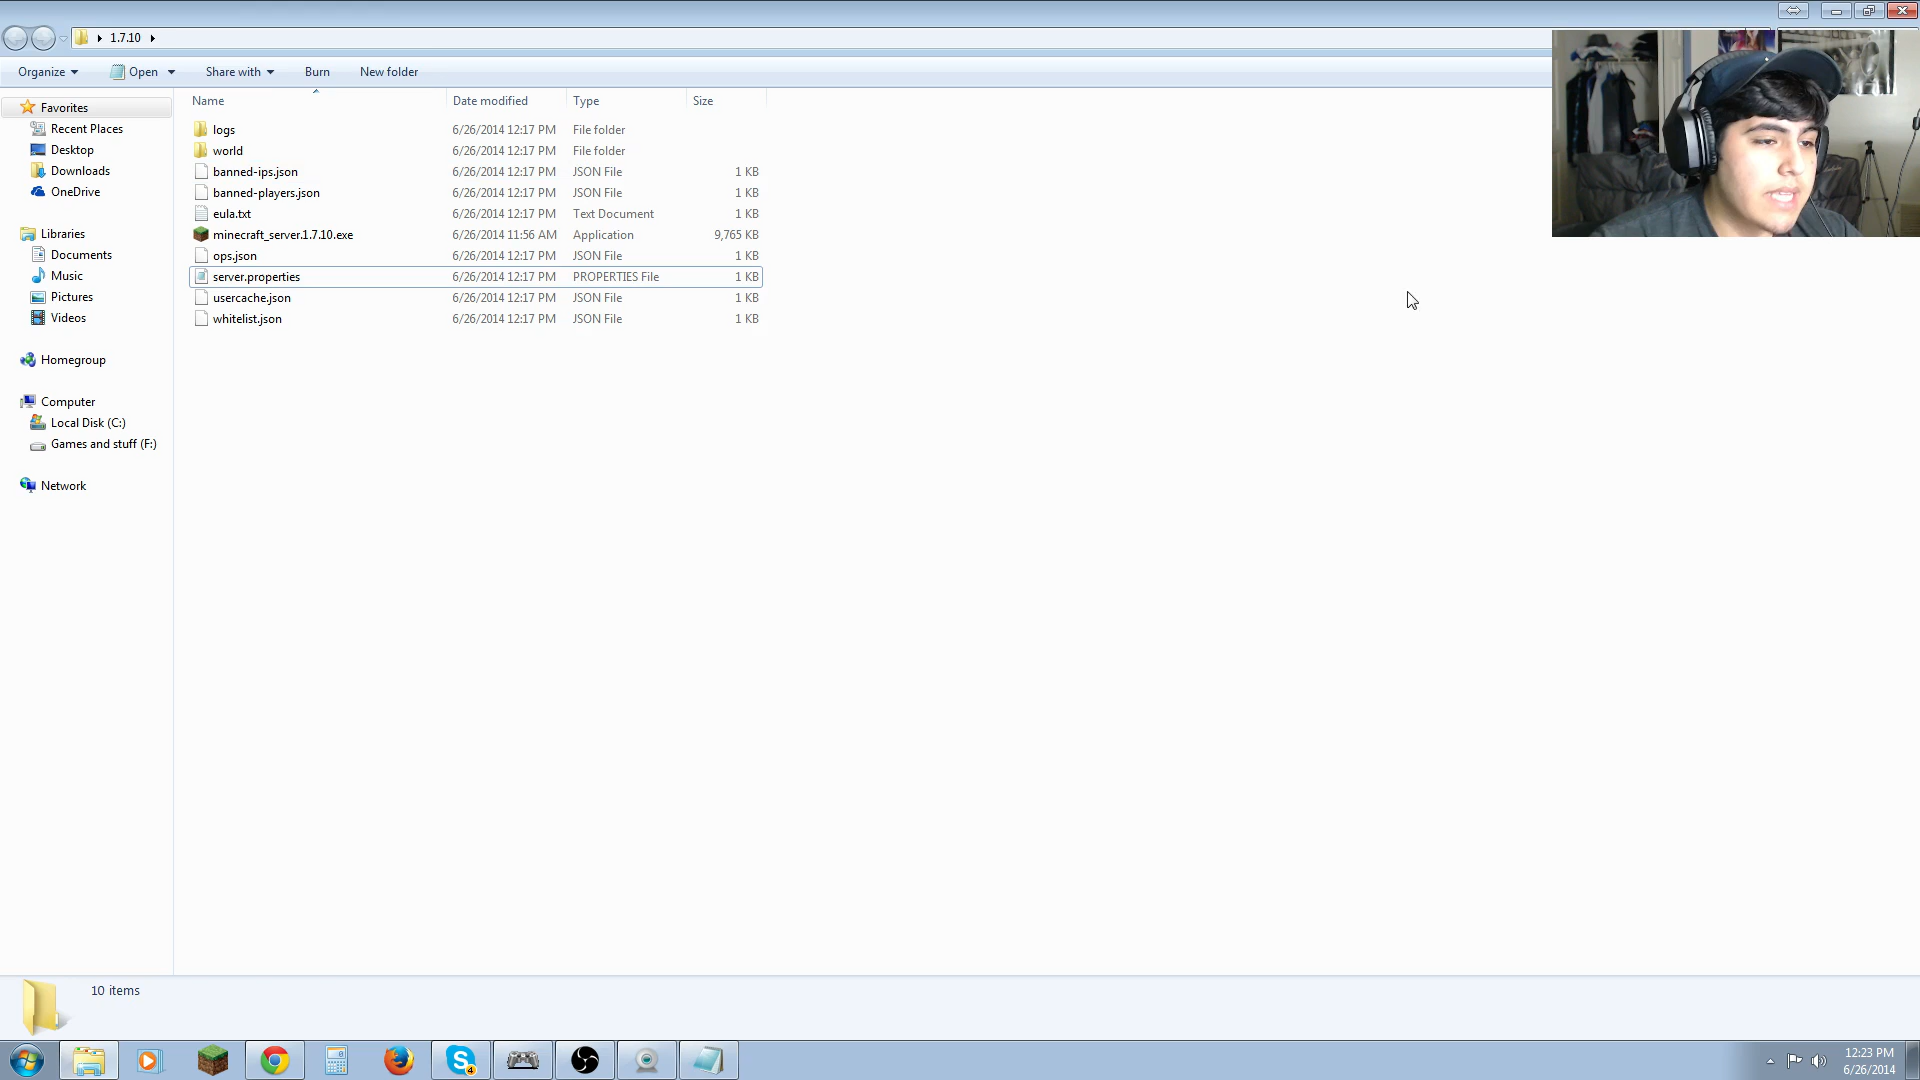 1.7.10
Organize Open Share with Burn New folder
Name Date modified Type Size
logs 6/26/2014 12:17 PM File folder
world 6/26/2014 12:17 PM File folder
banned-ips.json 6/26/2014 12:17 PM JSON File 1 KB
banned-players.json 6/26/2014 12:17 PM JSON File 1 KB
eula.txt 6/26/2014 12:17 PM Text Document 1 KB
minecraft_server.1.7.10.exe 6/26/2014 11:56 AM Application 9,765 KB
ops.json 6/26/2014 12:17 PM JSON File 1 KB
server.properties 6/26/2014 12:17 PM PROPERTIES File 1 KB
usercache.json 6/26/2014 12:17 PM JSON File 1 KB
whitelist.json 6/26/2014 12:17 PM JSON File 1 KB
Favorites
Recent Places
Desktop
Downloads
OneDrive
Libraries
Documents
Music
Pictures
Videos
Homegroup
Computer
Local Disk (C:)
Games and stuff (F:)
Network
10 items
4
12:23 PM
6/26/2014